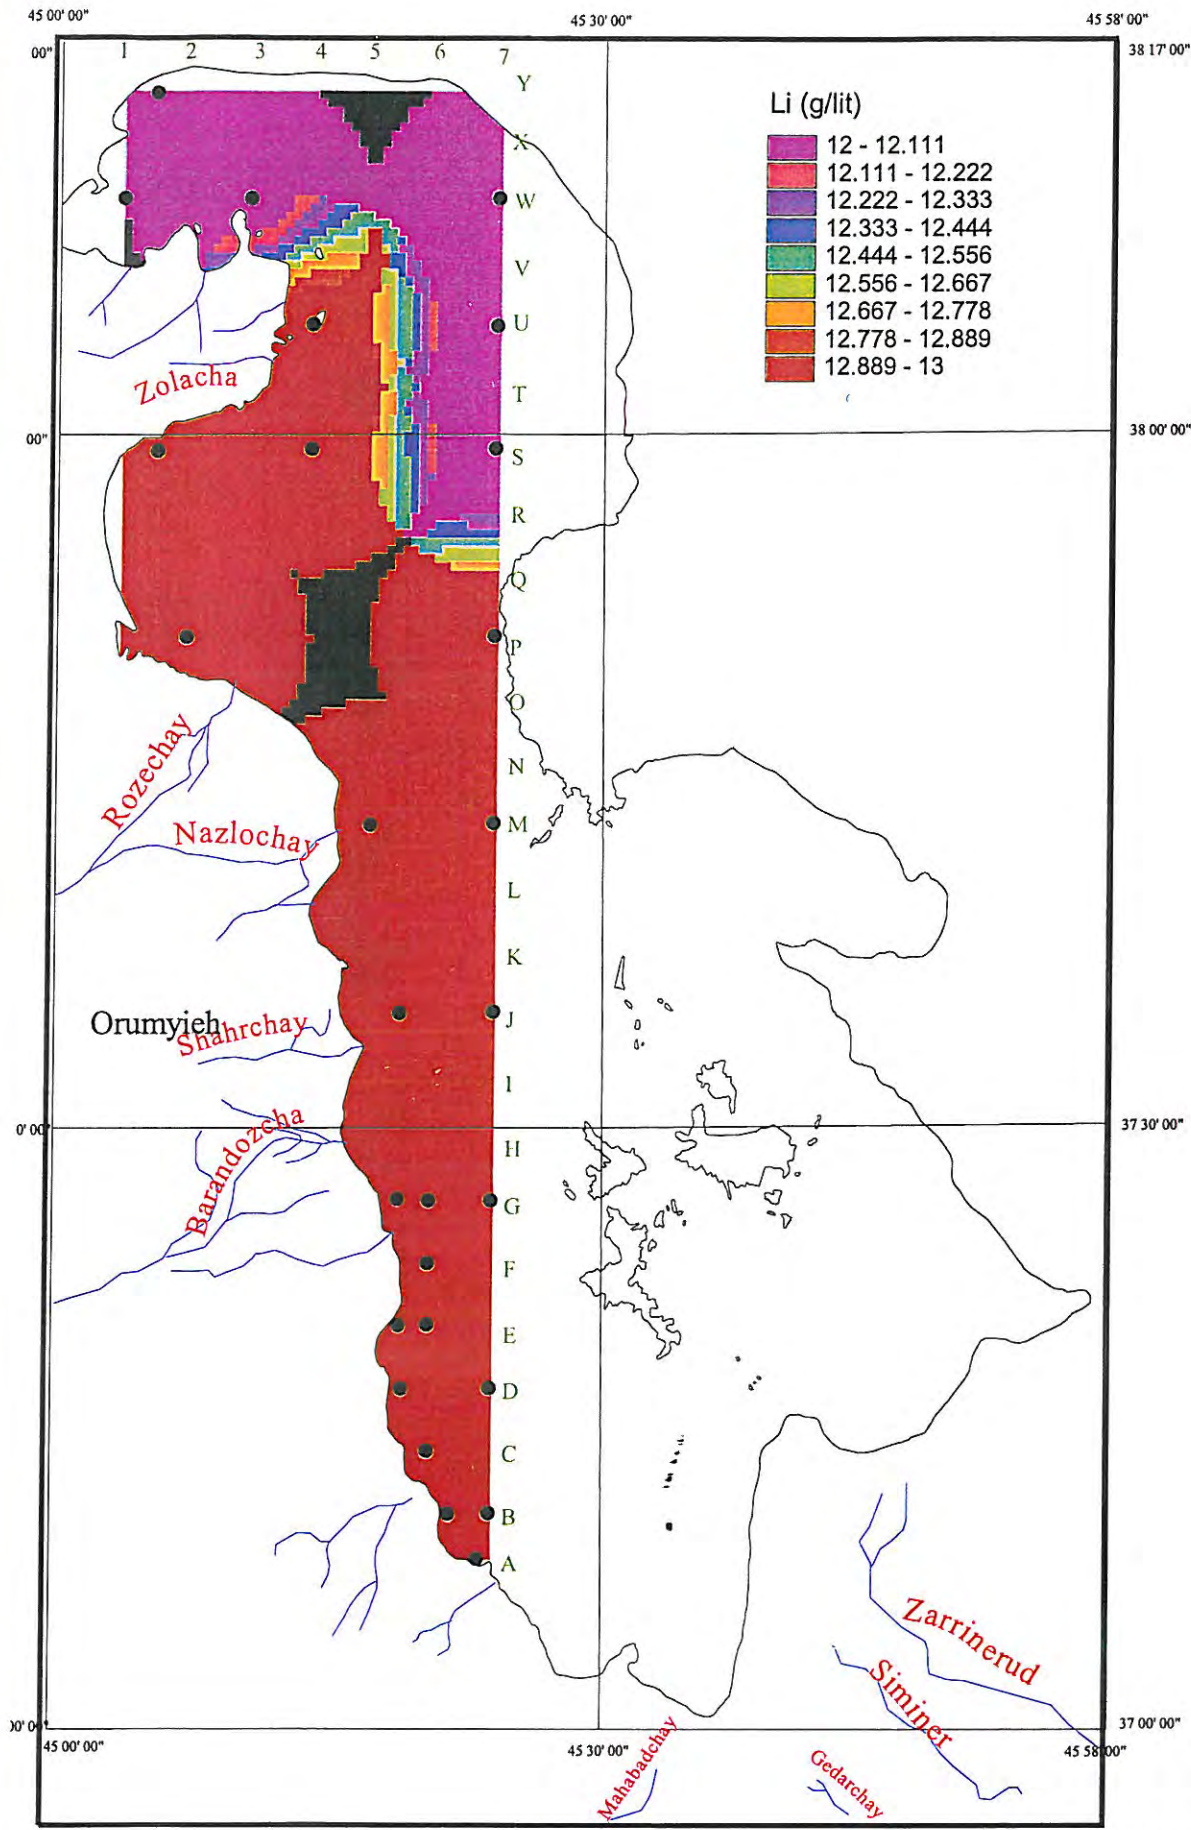 45 00' 00"
45 30' 00"
45 58' 00"
00"
1 2 3 4 5 6 7
38 17' 00"
Y
X
W
V
U
T
S
R
Q
P
O
N
M
L
K
J
I
H
G
F
E
D
C
B
A
Li (g/lit)
12 - 12.111
12.111 - 12.222
12.222 - 12.333
12.333 - 12.444
12.444 - 12.556
12.556 - 12.667
12.667 - 12.778
12.778 - 12.889
12.889 - 13
Zolacha
00"
38 00' 00"
Rozechay
Nazlochay
Orumyieh
Shahrchay
0' 00"
37 30' 00"
Barandozcha
Zarrinerud
Siminer
00' 00"
37 00' 00"
45 00' 00"
45 30' 00"
45 58' 00"
Mahabadchay
Gedarchay